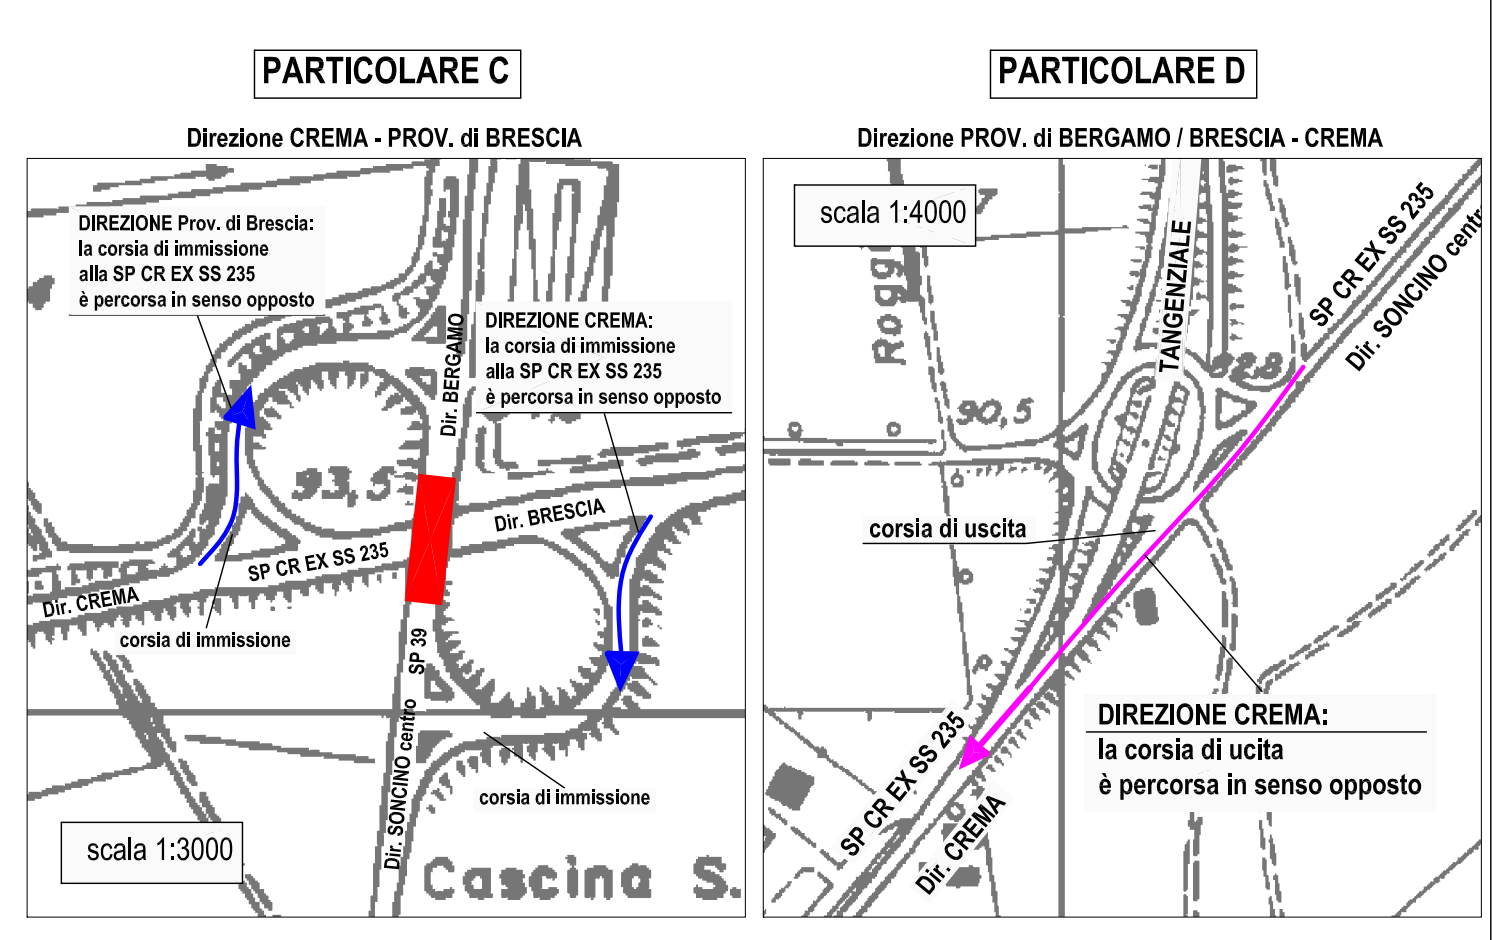 PARTICOLARE C
Direzione CREMA - PROV. di BRESCIA
DIREZIONE Prov. di Brescia:
la corsia di immissione
alla SP CR EX SS 235
è percorsa in senso opposto
DIREZIONE CREMA:
la corsia di immissione
alla SP CR EX SS 235
è percorsa in senso opposto
Dir. BERGAMO
93,5
Dir. BRESCIA
SP CR EX SS 235
Dir. CREMA
corsia di immissione
SP 39
Dir. SONCINO centro
corsia di immissione
scala 1:3000
Cascina S.
PARTICOLARE D
Direzione PROV. di BERGAMO / BRESCIA - CREMA
scala 1:4000
Rogg
TANGENZIALE
SP CR EX SS 235
Dir. SONCINO centr
90,5
corsia di uscita
DIREZIONE CREMA:
la corsia di ucita
è percorsa in senso opposto
SP CR EX SS 235
Dir. CREMA